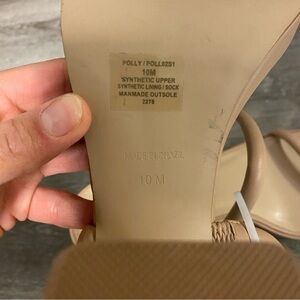 POLLY / POLL02S1
10M
SYNTHETIC UPPER
SYNTHETIC LINING / SOCK
MANMADE OUTSOLE
2278
MADE IN BRAZIL
10 M